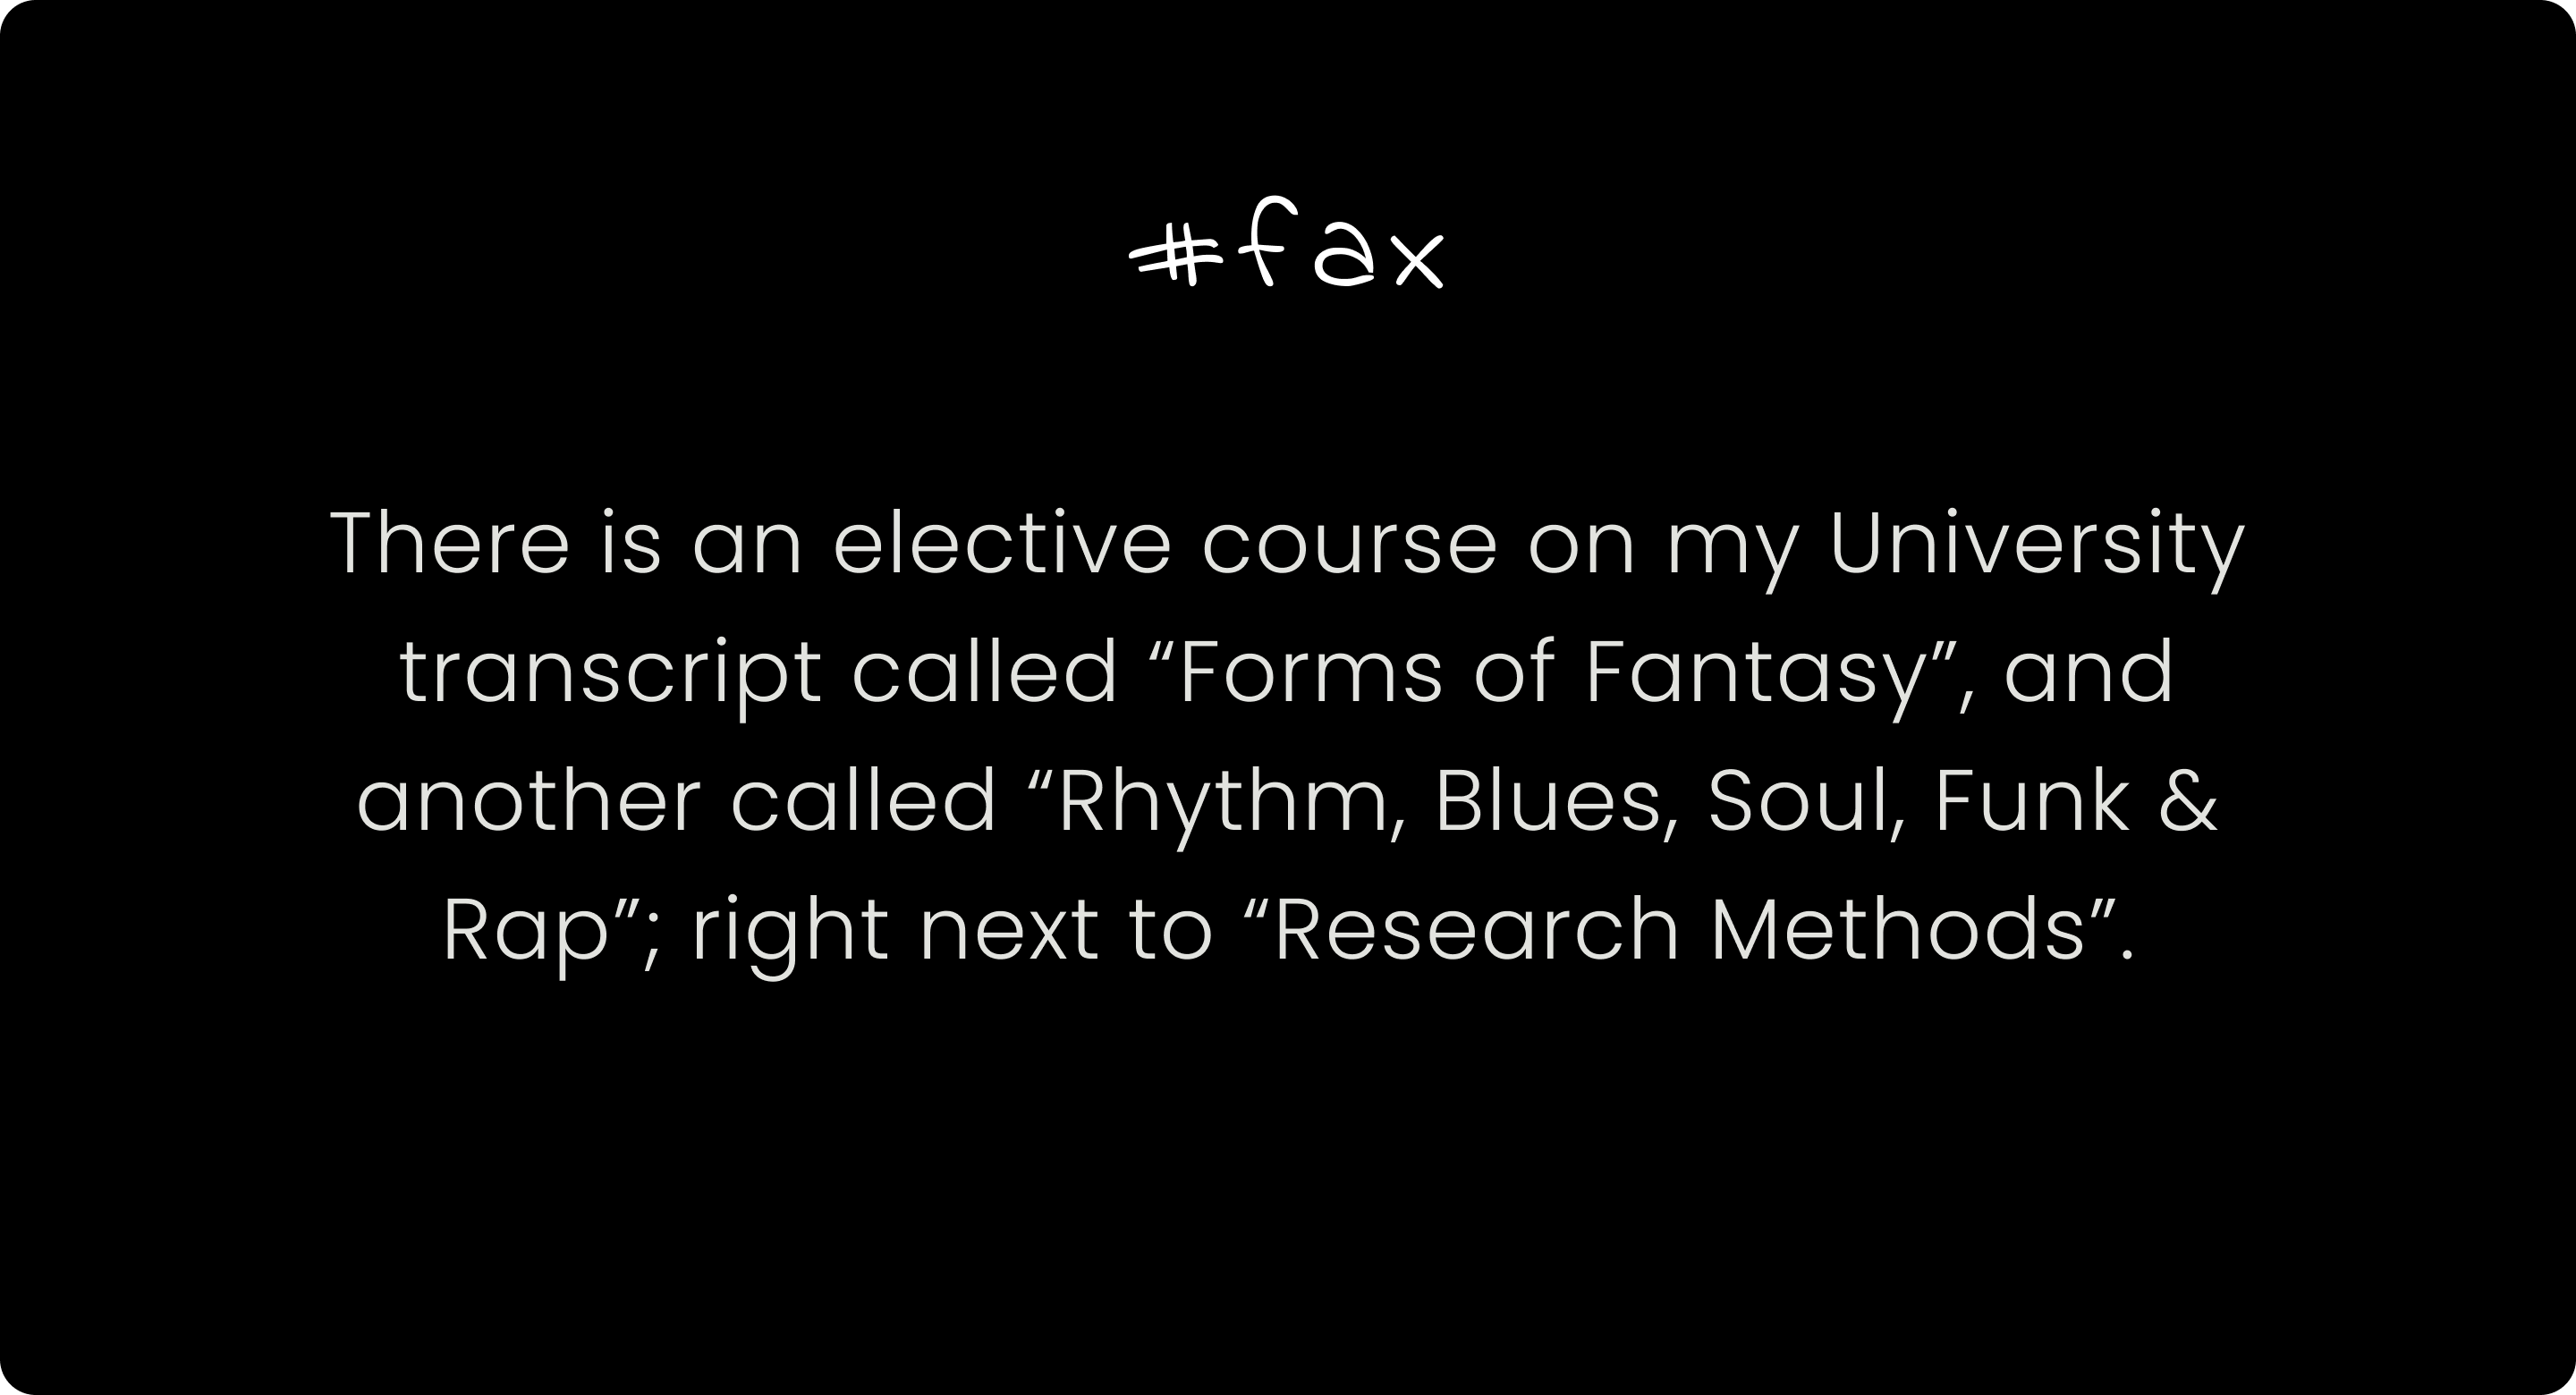 #fax
There is an elective course on my University
transcript called “Forms of Fantasy”, and
another called “Rhythm, Blues, Soul, Funk &
Rap”; right next to “Research Methods”.